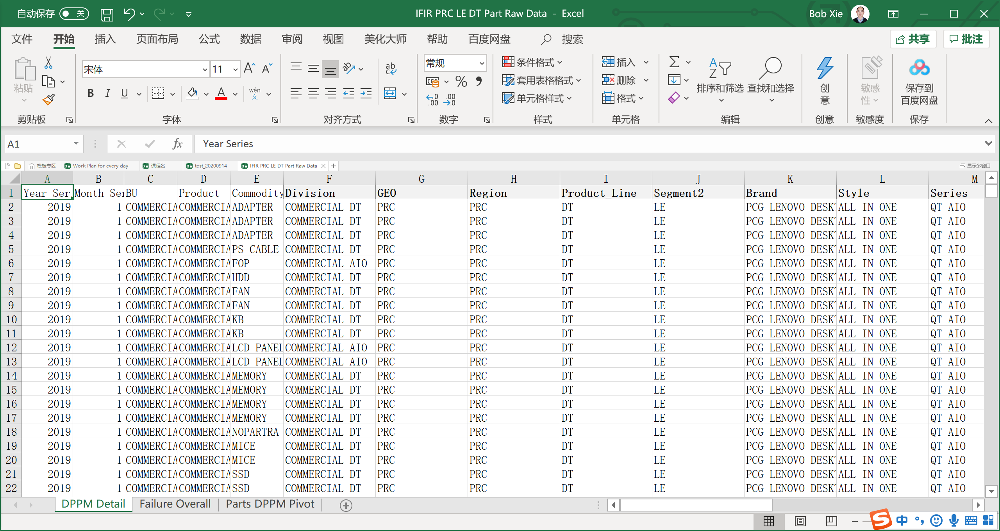 自动保存 关 IFIR PRC LE DT Part Raw Data - Excel Bob Xie
文件 开始 插入 页面布局 公式 数据 审阅 视图 美化大师 帮助 百度网盘 搜索 共享 批注
粘贴
剪贴板
宋体 11
B I U A wén 文
字体
ab
ab c
对齐方式
常规
% ,
.00 .0
数字
条件格式
套用表格格式
单元格样式
样式
插入
删除
格式
单元格
Σ
AZ 排序和筛选 查找和选择
编辑
创意
创意
敏感性
敏感度
保存到百度网盘
保存
A1 fx Year Series
模板专区 Work Plan for every day 课程名 test_20200914 IFIR PRC LE DT Part Raw Data 显示多窗口
A B C D E F G H I J K L M
1 Year Seri Month Ser BU Product Commodity Division GEO Region Product_Line Segment2 Brand Style Series
2 2019 1 COMMERCIA COMMERCIA ADAPTER COMMERCIAL DT PRC PRC DT LE PCG LENOVO DESKT ALL IN ONE QT AIO
3 2019 1 COMMERCIA COMMERCIA ADAPTER COMMERCIAL DT PRC PRC DT LE PCG LENOVO DESKT ALL IN ONE QT AIO
4 2019 1 COMMERCIA COMMERCIA ADAPTER COMMERCIAL DT PRC PRC DT LE PCG LENOVO DESKT ALL IN ONE QT AIO
5 2019 1 COMMERCIA COMMERCIA PS CABLE COMMERCIAL DT PRC PRC DT LE PCG LENOVO DESKT ALL IN ONE QT AIO
6 2019 1 COMMERCIA COMMERCIA FOP COMMERCIAL AIO PRC PRC DT LE PCG LENOVO DESKT ALL IN ONE QT AIO
7 2019 1 COMMERCIA COMMERCIA HDD COMMERCIAL DT PRC PRC DT LE PCG LENOVO DESKT ALL IN ONE QT AIO
8 2019 1 COMMERCIA COMMERCIA FAN COMMERCIAL DT PRC PRC DT LE PCG LENOVO DESKT ALL IN ONE QT AIO
9 2019 1 COMMERCIA COMMERCIA FAN COMMERCIAL DT PRC PRC DT LE PCG LENOVO DESKT ALL IN ONE QT AIO
10 2019 1 COMMERCIA COMMERCIA KB COMMERCIAL DT PRC PRC DT LE PCG LENOVO DESKT ALL IN ONE QT AIO
11 2019 1 COMMERCIA COMMERCIA KB COMMERCIAL DT PRC PRC DT LE PCG LENOVO DESKT ALL IN ONE QT AIO
12 2019 1 COMMERCIA COMMERCIA LCD PANEL COMMERCIAL AIO PRC PRC DT LE PCG LENOVO DESKT ALL IN ONE QT AIO
13 2019 1 COMMERCIA COMMERCIA LCD PANEL COMMERCIAL AIO PRC PRC DT LE PCG LENOVO DESKT ALL IN ONE QT AIO
14 2019 1 COMMERCIA COMMERCIA MEMORY COMMERCIAL DT PRC PRC DT LE PCG LENOVO DESKT ALL IN ONE QT AIO
15 2019 1 COMMERCIA COMMERCIA MEMORY COMMERCIAL DT PRC PRC DT LE PCG LENOVO DESKT ALL IN ONE QT AIO
16 2019 1 COMMERCIA COMMERCIA MEMORY COMMERCIAL DT PRC PRC DT LE PCG LENOVO DESKT ALL IN ONE QT AIO
17 2019 1 COMMERCIA COMMERCIA MEMORY COMMERCIAL DT PRC PRC DT LE PCG LENOVO DESKT ALL IN ONE QT AIO
18 2019 1 COMMERCIA COMMERCIA NOPARTRA COMMERCIAL DT PRC PRC DT LE PCG LENOVO DESKT ALL IN ONE QT AIO
19 2019 1 COMMERCIA COMMERCIA MICE COMMERCIAL DT PRC PRC DT LE PCG LENOVO DESKT ALL IN ONE QT AIO
20 2019 1 COMMERCIA COMMERCIA MICE COMMERCIAL DT PRC PRC DT LE PCG LENOVO DESKT ALL IN ONE QT AIO
21 2019 1 COMMERCIA COMMERCIA SSD COMMERCIAL DT PRC PRC DT LE PCG LENOVO DESKT ALL IN ONE QT AIO
22 2019 1 COMMERCIA COMMERCIA SSD COMMERCIAL DT PRC PRC DT LE PCG LENOVO DESKT ALL IN ONE QT AIO
DPPM Detail Failure Overall Parts DPPM Pivot
S 中